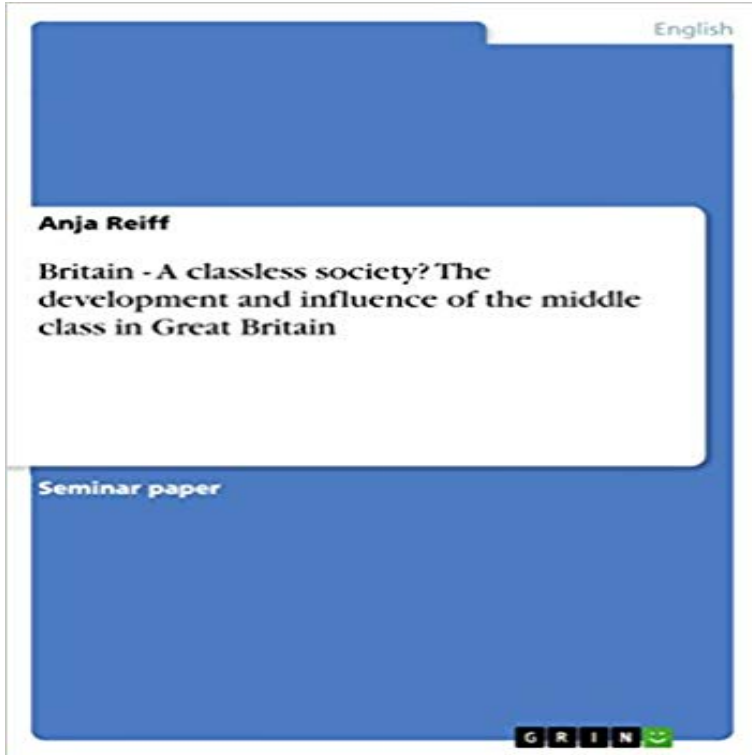 English
Anja Reiff
Britain - A classless society? The
development and influence of the middle
class in Great Britain
Seminar paper
GRIN